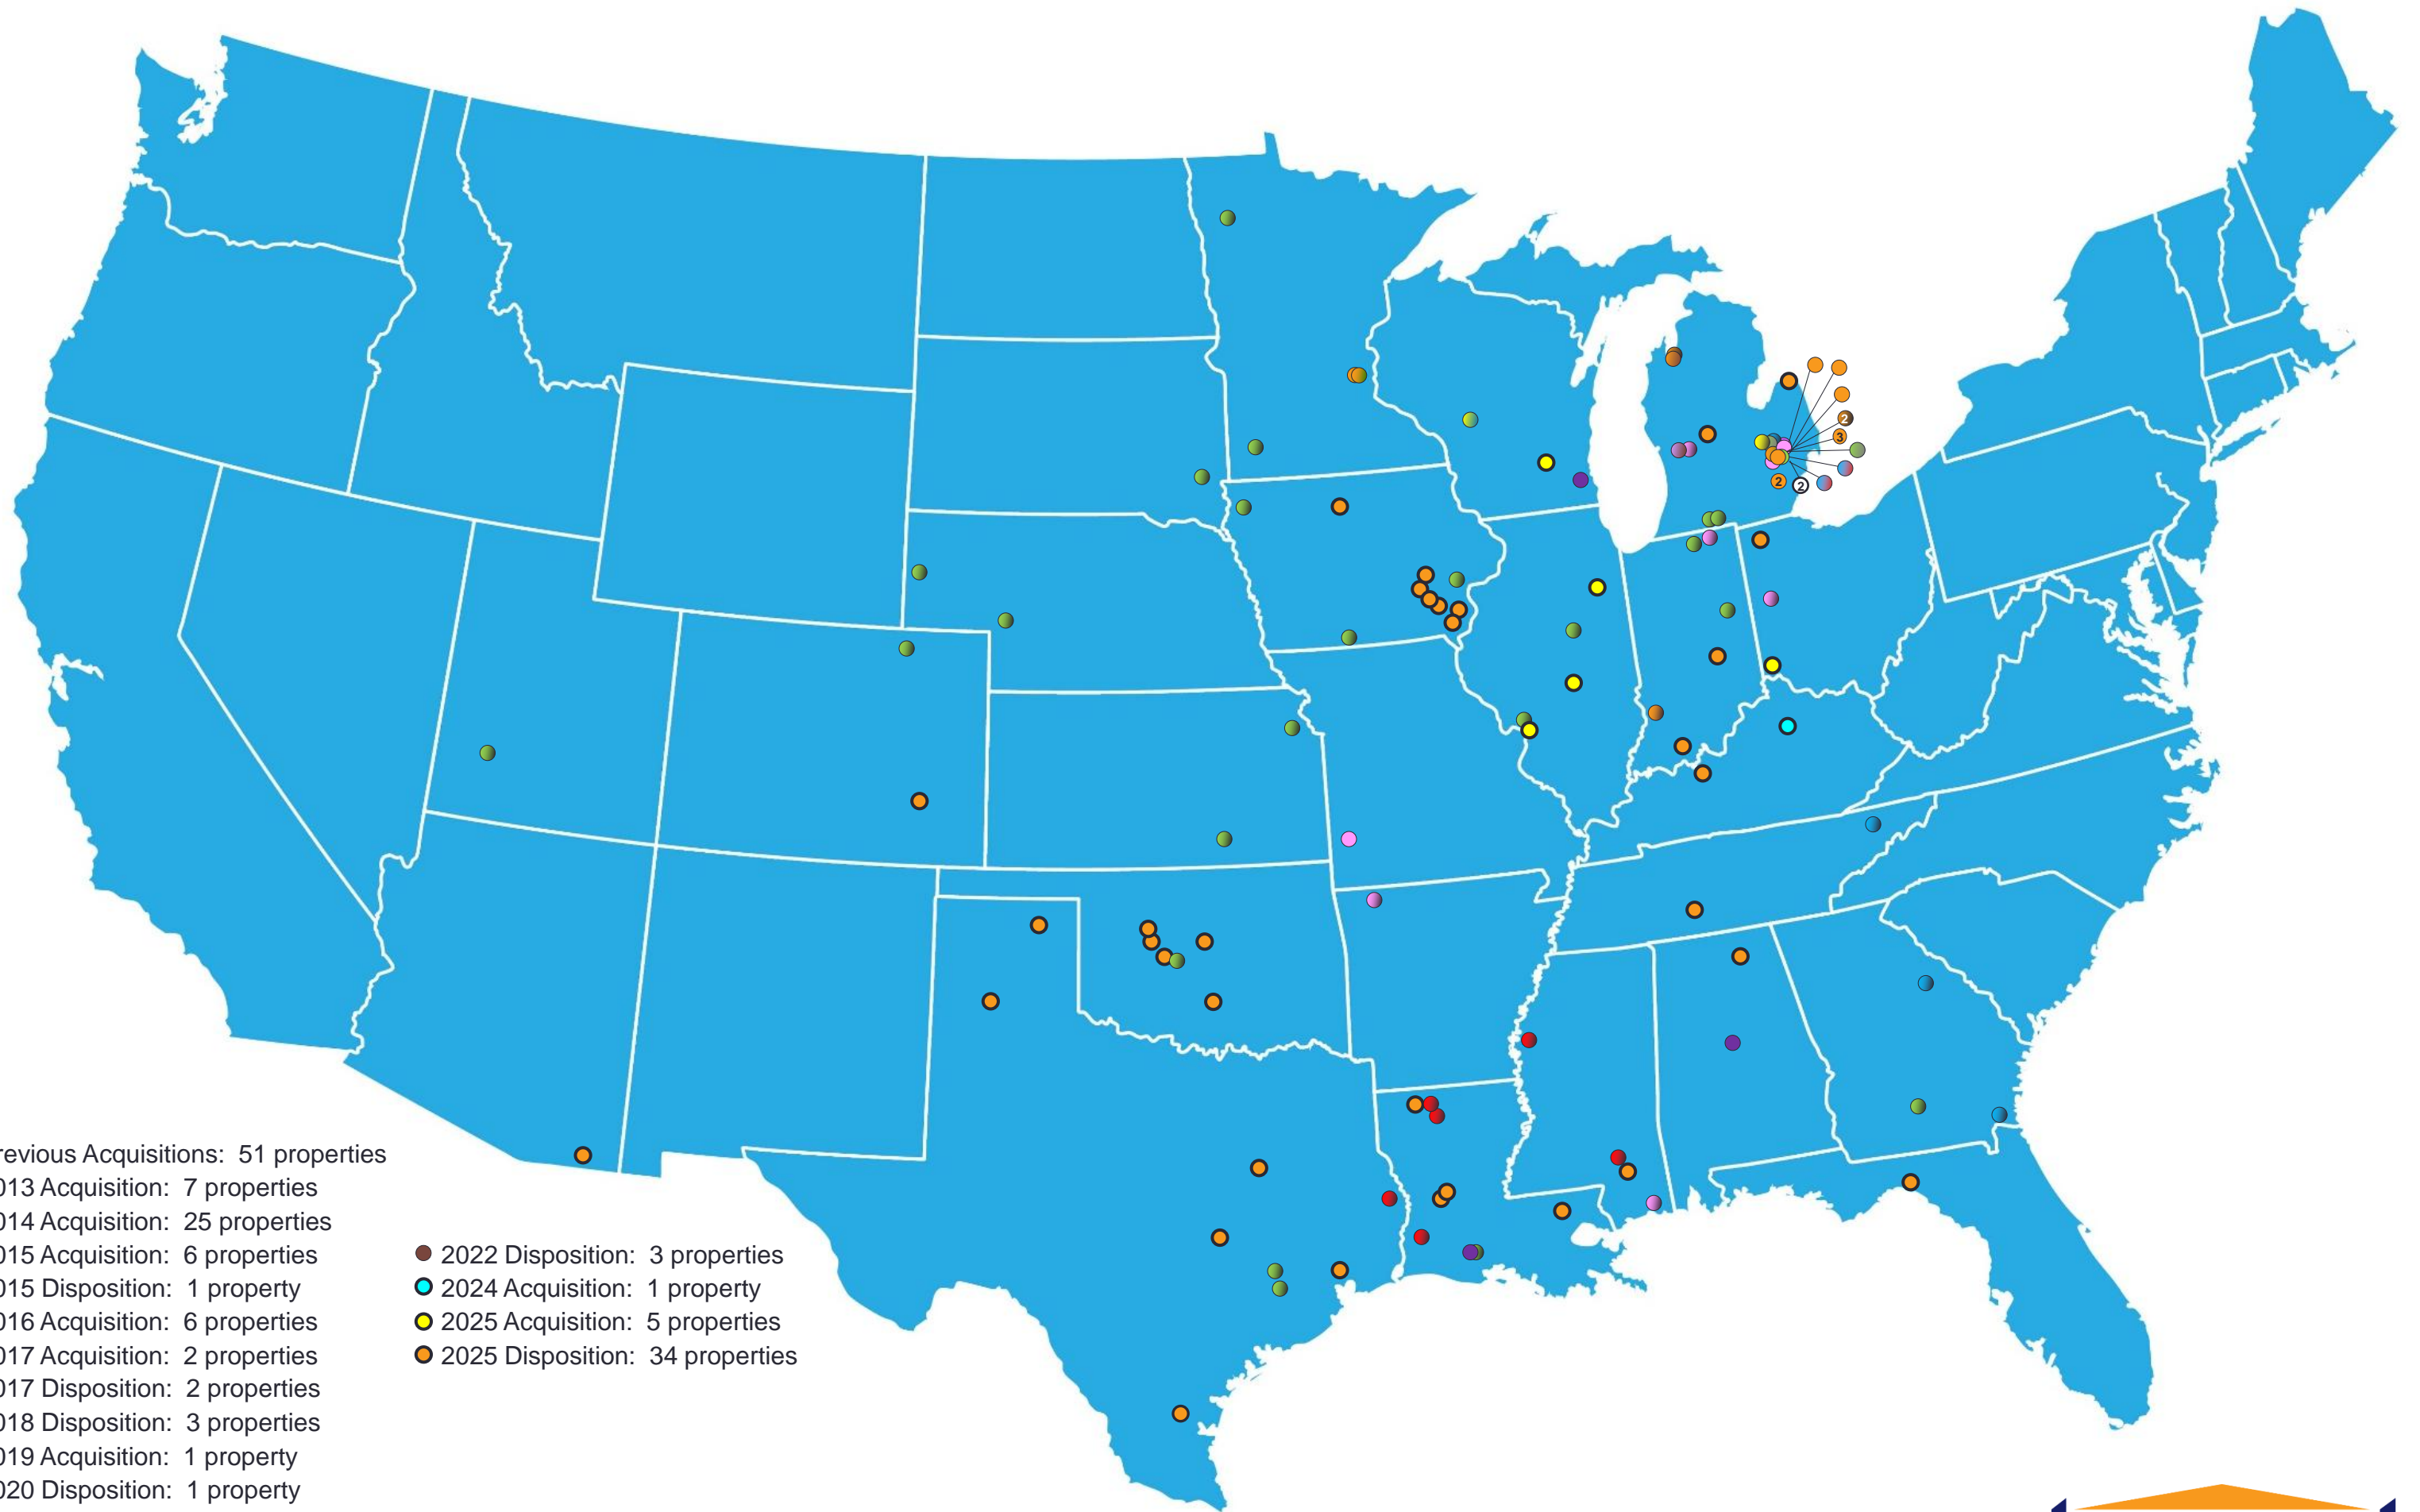 revious Acquisitions: 51 properties
013 Acquisition: 7 properties
014 Acquisition: 25 properties
015 Acquisition: 6 properties
015 Disposition: 1 property
016 Acquisition: 6 properties
017 Acquisition: 2 properties
017 Disposition: 2 properties
018 Disposition: 3 properties
019 Acquisition: 1 property
020 Disposition: 1 property
2022 Disposition: 3 properties
2024 Acquisition: 1 property
2025 Acquisition: 5 properties
2025 Disposition: 34 properties
2
3
2
2